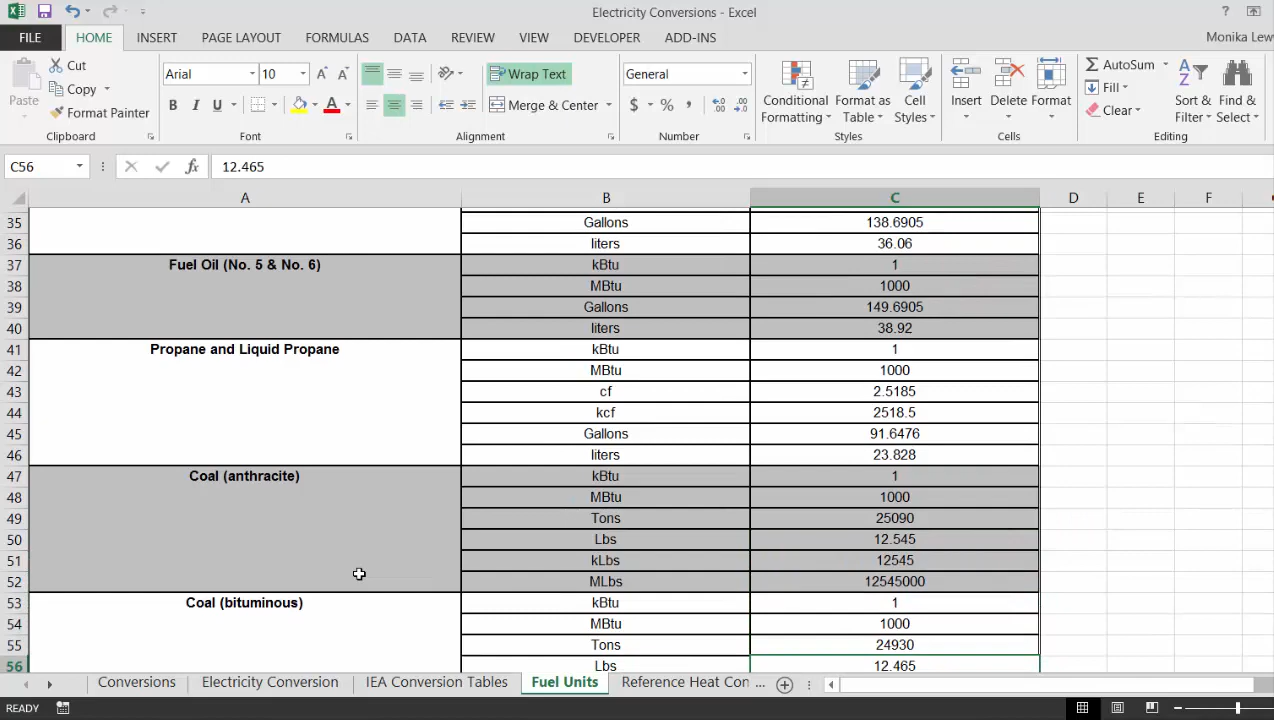 Electricity Conversions - Excel
?
FILE HOME INSERT PAGE LAYOUT FORMULAS DATA REVIEW VIEW DEVELOPER ADD-INS Monika Lew
Paste
Cut
Copy
Format Painter
Clipboard
Arial 10
B I U
Font
Wrap Text
Merge & Center
Alignment
General
$ % ,
Number
Conditional Formatting
Format as Table
Cell Styles
Styles
Insert Delete Format
Cells
AutoSum
Fill
Clear
Sort & Filter
Find & Select
Editing
C56 fx 12.465
A B C D E F
35 Gallons 138.6905
36 liters 36.06
37 Fuel Oil (No. 5 & No. 6) kBtu 1
38 MBtu 1000
39 Gallons 149.6905
40 liters 38.92
41 Propane and Liquid Propane kBtu 1
42 MBtu 1000
43 cf 2.5185
44 kcf 2518.5
45 Gallons 91.6476
46 liters 23.828
47 Coal (anthracite) kBtu 1
48 MBtu 1000
49 Tons 25090
50 Lbs 12.545
51 kLbs 12545
52 MLbs 12545000
53 Coal (bituminous) kBtu 1
54 MBtu 1000
55 Tons 24930
56 Lbs 12.465
Conversions Electricity Conversion IEA Conversion Tables Fuel Units Reference Heat Con ...
READY